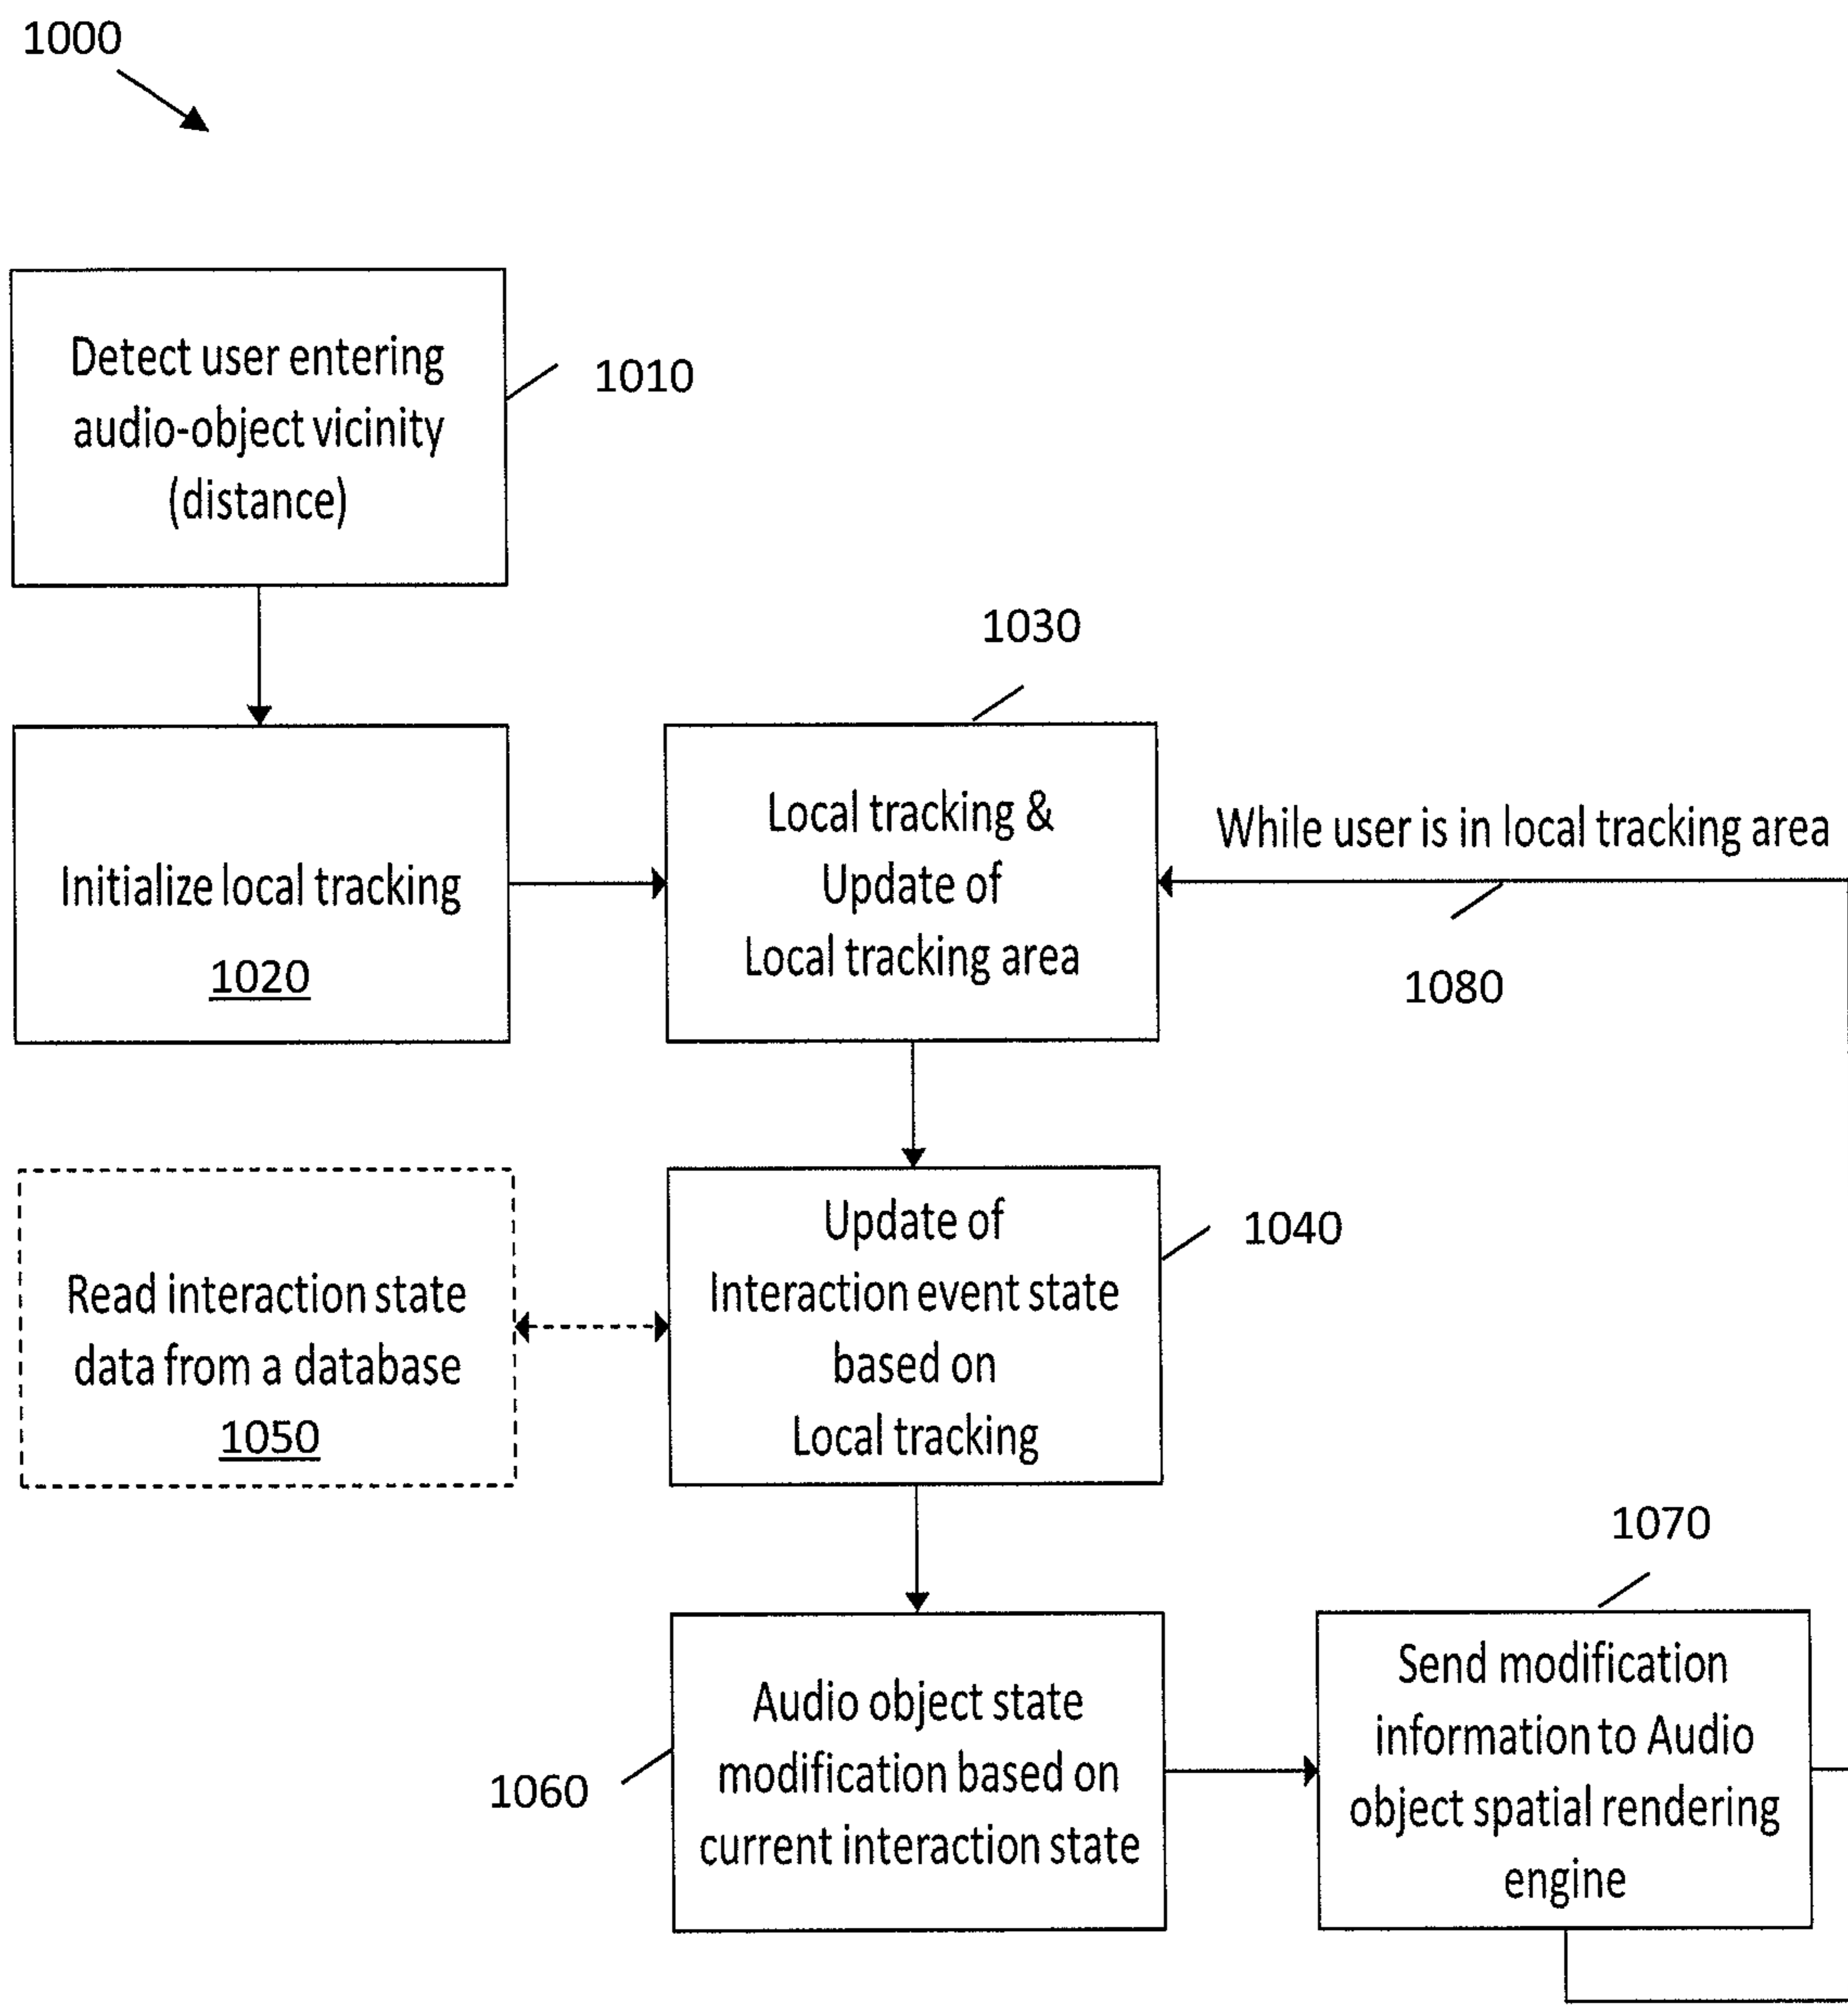 1000
Detect user entering
audio-object vicinity
(distance)
1010
Initialize local tracking
1020
1030
Local tracking &
Update of
Local tracking area
While user is in local tracking area
1080
Read interaction state
data from a database
1050
Update of
Interaction event state
based on
Local tracking
1040
Audio object state
modification based on
current interaction state
1060
1070
Send modification
information to Audio
object spatial rendering
engine